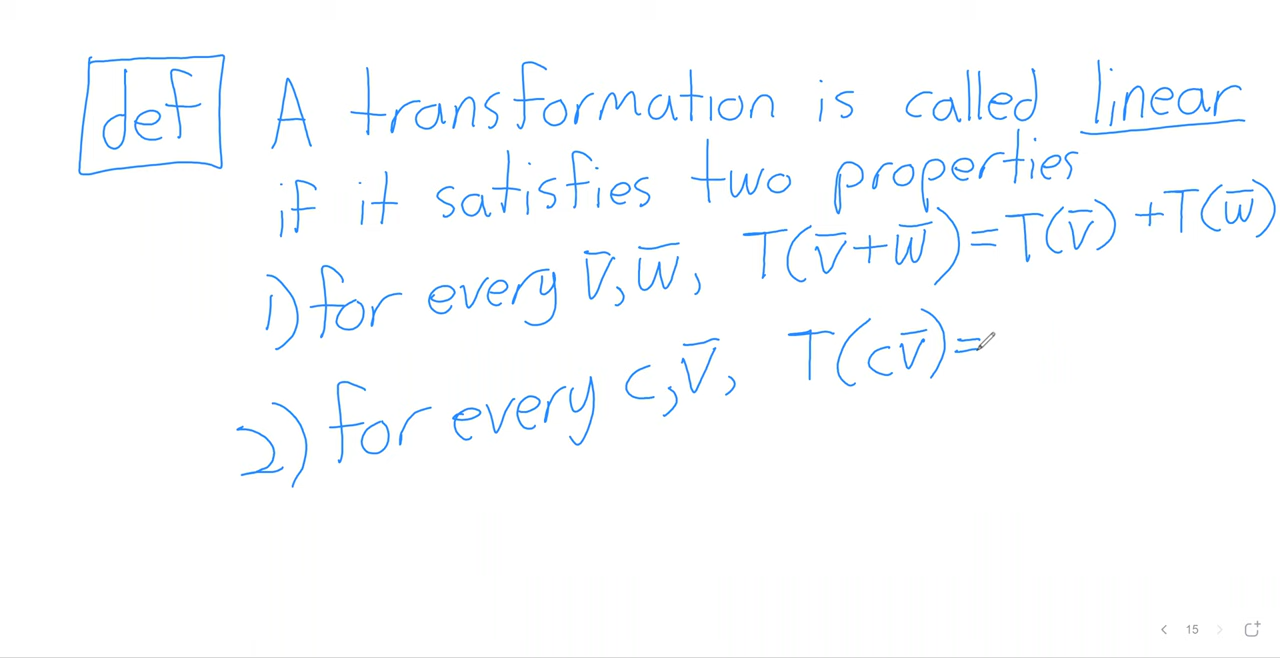 def A transformation is called linear
if it satisfies two properties
1) for every v̅, w̅, T(v̅+w̅)=T(v̅)+T(w̅)
2) for every c, v̅, T(cv̅)=
15